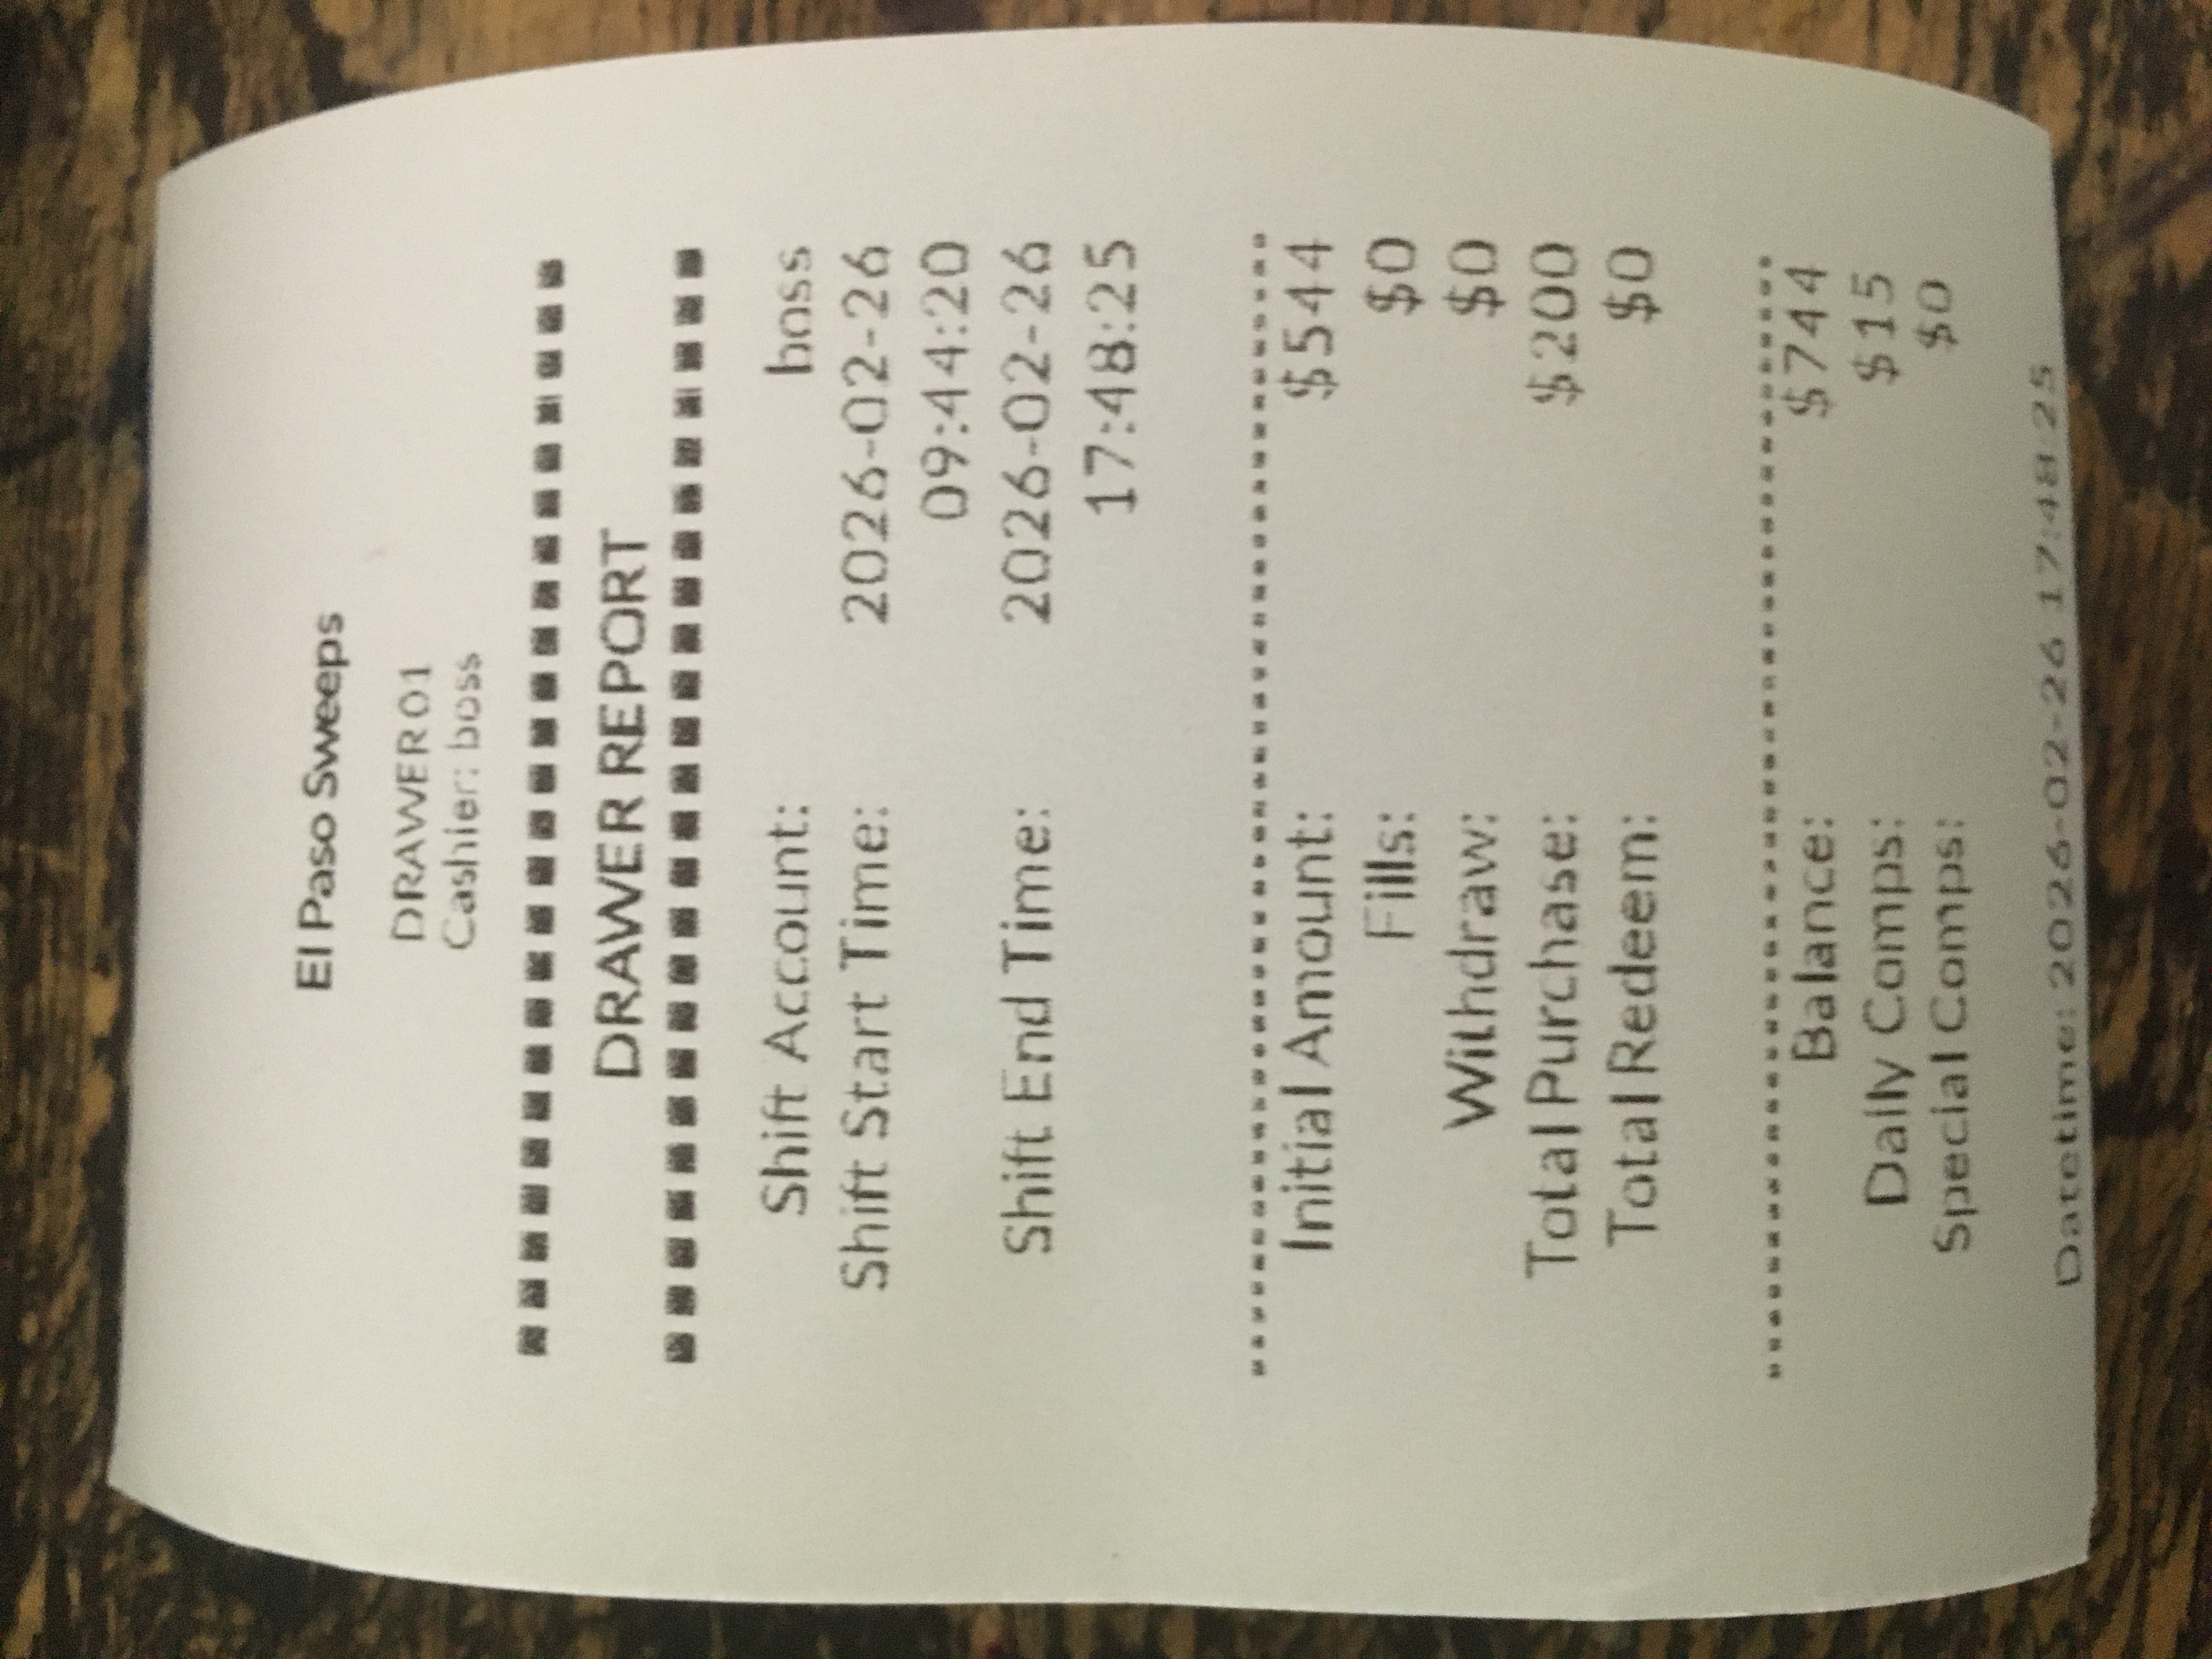 El Paso Sweeps
DRAWER01
Cashier: boss
DRAWER REPORT
Shift Account: boss
Shift Start Time: 2026-02-26
09:44:20
Shift End Time: 2026-02-26
17:48:25
Initial Amount: $544
Fills: $0
Withdraw: $0
Total Purchase: $200
Total Redeem: $0
Balance: $744
Daily Comps: $15
Special Comps: $0
Datetime: 2026-02-26 17:48:25